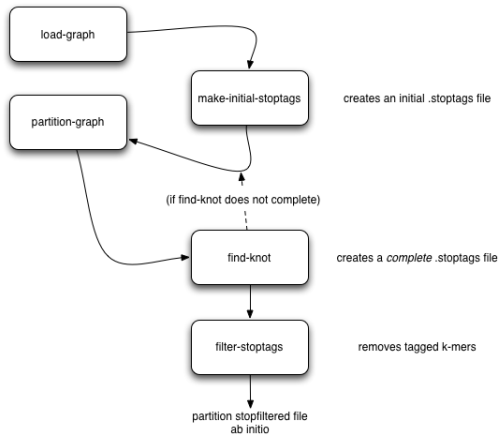 load-graph
make-initial-stoptags
creates an initial .stoptags file
partition-graph
(if find-knot does not complete)
find-knot
creates a complete .stoptags file
filter-stoptags
removes tagged k-mers
partition stopfiltered file
ab initio